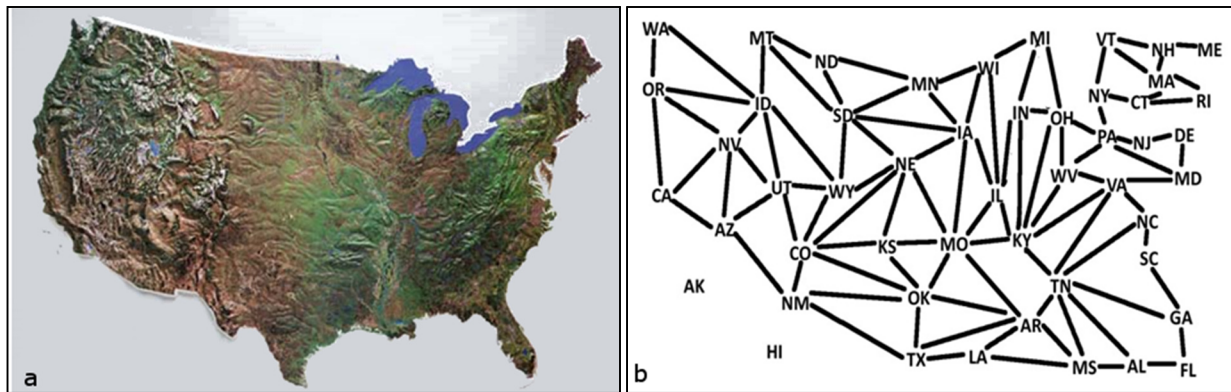 a
WA MT ND MI VT NH ME
OR ID SD MN WI IN OH NY MA CT RI
NV IA PA NJ DE
CA UT WY NE IL WV VA MD
AZ CO KS MO KY NC
AK NM OK TN SC
HI TX LA AR MS AL GA FL
b